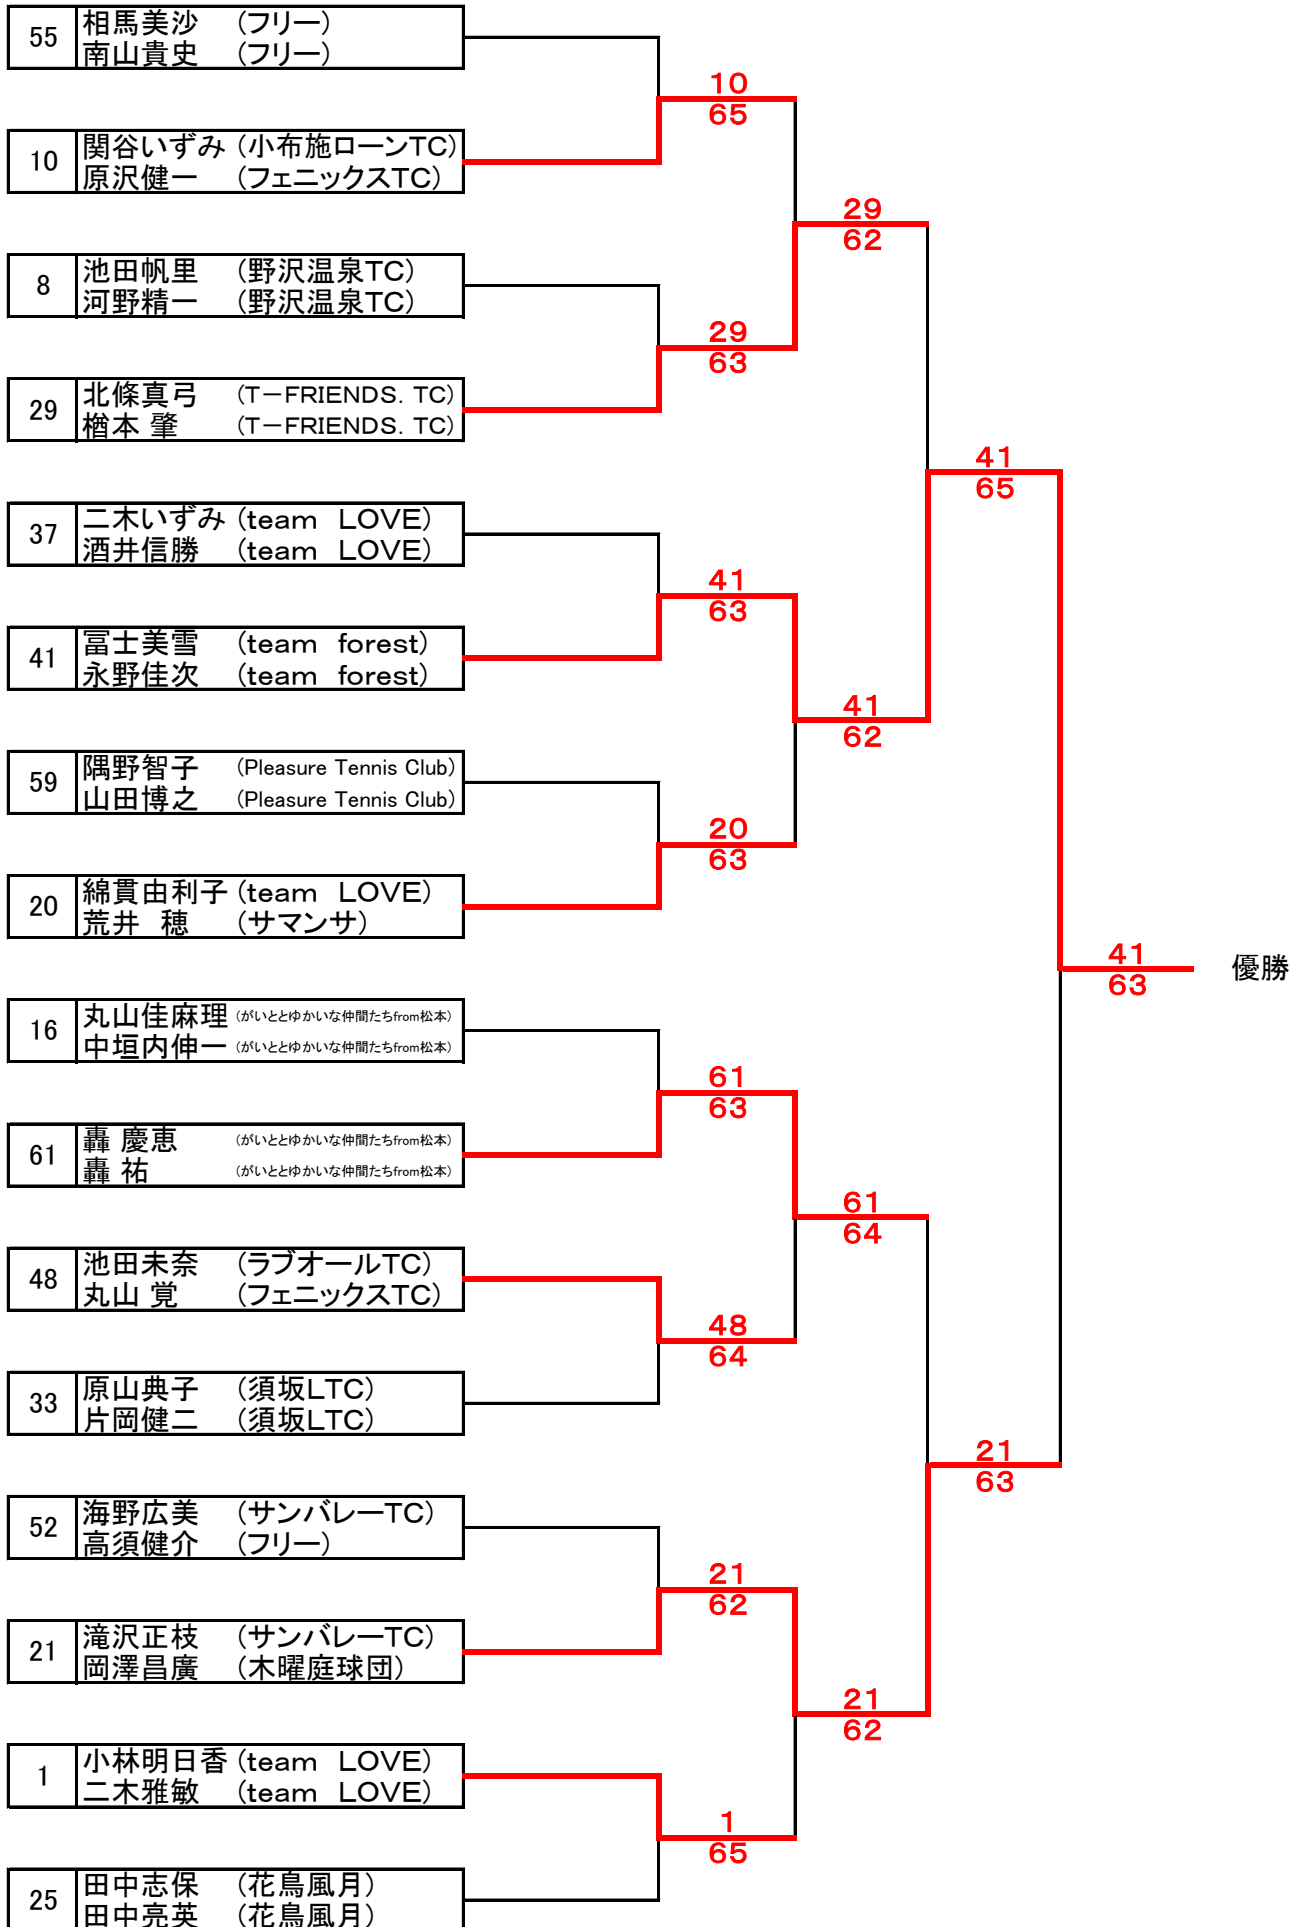 55 相馬美沙 (フリー)
南山貴史 (フリー)
10
65
10 関谷いずみ (小布施ローンTC)
原沢健一 (フェニックスTC)
29
62
8 池田帆里 (野沢温泉TC)
河野精一 (野沢温泉TC)
29
63
29 北條真弓 (T-FRIENDS. TC)
楢本 肇 (T-FRIENDS. TC)
41
65
37 二木いずみ (team LOVE)
酒井信勝 (team LOVE)
41
63
41 冨士美雪 (team forest)
永野佳次 (team forest)
41
62
59 隅野智子 (Pleasure Tennis Club)
山田博之 (Pleasure Tennis Club)
20
63
20 綿貫由利子 (team LOVE)
荒井 穂 (サマンサ)
41
63
優勝
16 丸山佳麻理 (がいととゆかいな仲間たちfrom松本)
中垣内伸一 (がいととゆかいな仲間たちfrom松本)
61
63
61 轟 慶恵 (がいととゆかいな仲間たちfrom松本)
轟 祐 (がいととゆかいな仲間たちfrom松本)
61
64
48 池田未奈 (ラブオールTC)
丸山 覚 (フェニックスTC)
48
64
33 原山典子 (須坂LTC)
片岡健二 (須坂LTC)
21
63
52 海野広美 (サンバレーTC)
高須健介 (フリー)
21
62
21 滝沢正枝 (サンバレーTC)
岡澤昌廣 (木曜庭球団)
21
62
1 小林明日香 (team LOVE)
二木雅敏 (team LOVE)
1
65
25 田中志保 (花鳥風月)
田中亮英 (花鳥風月)